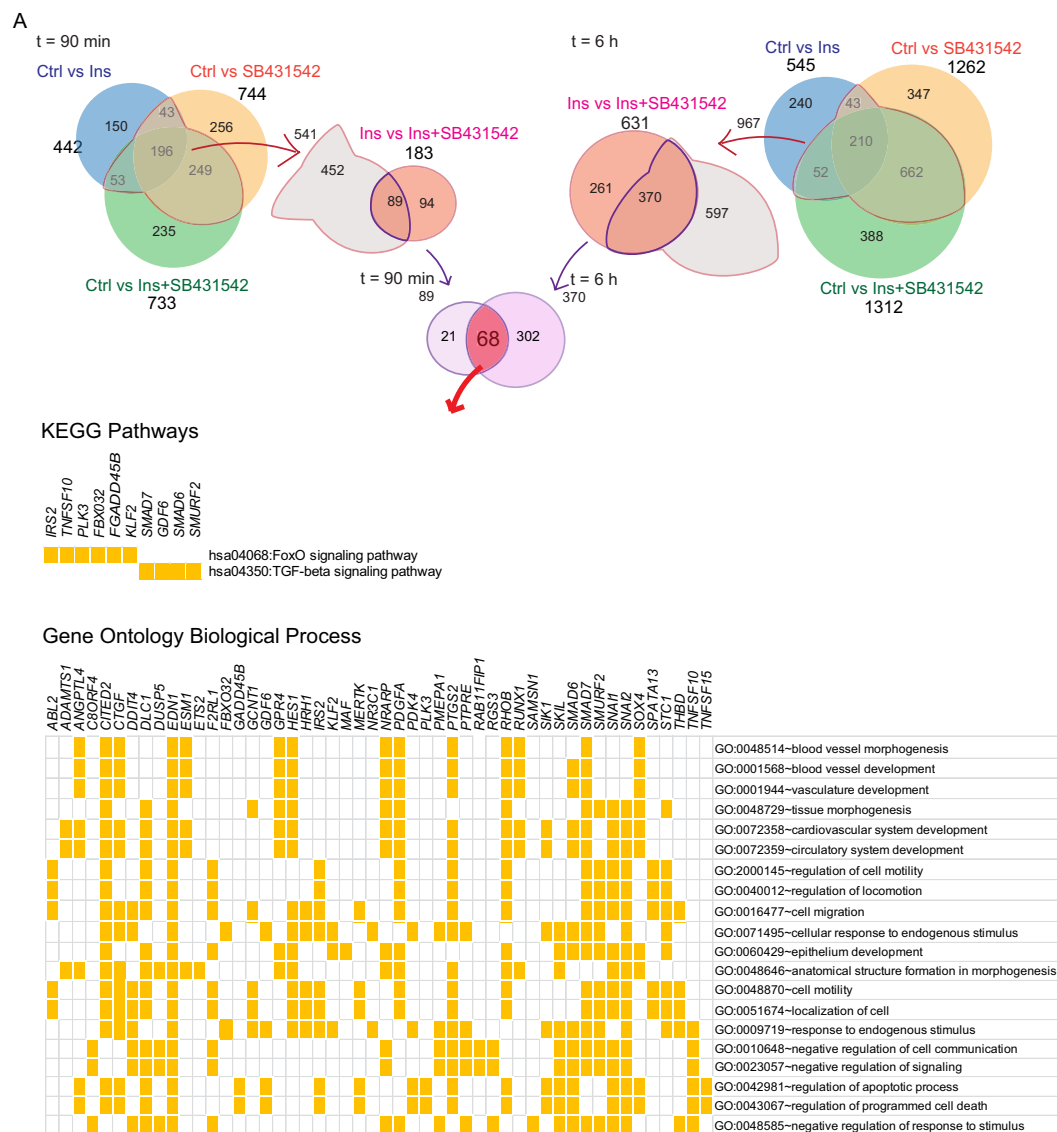 A
t = 90 min
Ctrl vs Ins
Ctrl vs SB431542
744
442
150
43
256
196
249
53
235
Ctrl vs Ins+SB431542
733
541
452
Ins vs Ins+SB431542
183
89
94
t = 6 h
Ctrl vs Ins
545
Ctrl vs SB431542
1262
240
43
347
210
52
662
388
Ctrl vs Ins+SB431542
1312
967
Ins vs Ins+SB431542
631
261
370
597
t = 90 min
89
t = 6 h
370
21
68
302
KEGG Pathways
IRS2
TNFSF10
PLK3
FBX032
FGADD45B
KLF2
SMAD7
GDF6
SMAD6
SMURF2
hsa04068:FoxO signaling pathway
hsa04350:TGF-beta signaling pathway
Gene Ontology Biological Process
ABL2
ADAMTS1
ANGPTL4
C8ORF4
CITED2
CTGF
DDIT4
DLC1
DUSP5
EDN1
ESM1
ETS2
F2RL1
FBXO32
GADD45B
GCNT1
GDF6
GPR4
HES1
HRH1
IRS2
KLF2
MAF
MERTK
NR3C1
NRARP
PDGFA
PDK4
PLK3
PMEPA1
PTGS2
PTPRE
RAB11FIP1
RGS3
RHOB
RUNX1
SAMSN1
SIK1
SKIL
SMAD6
SMAD7
SMURF2
SNAI1
SNAI2
SOX4
SPATA13
STC1
THBD
TNFSF10
TNFSF15
GO:0048514~blood vessel morphogenesis
GO:0001568~blood vessel development
GO:0001944~vasculature development
GO:0048729~tissue morphogenesis
GO:0072358~cardiovascular system development
GO:0072359~circulatory system development
GO:2000145~regulation of cell motility
GO:0040012~regulation of locomotion
GO:0016477~cell migration
GO:0071495~cellular response to endogenous stimulus
GO:0060429~epithelium development
GO:0048646~anatomical structure formation in morphogenesis
GO:0048870~cell motility
GO:0051674~localization of cell
GO:0009719~response to endogenous stimulus
GO:0010648~negative regulation of cell communication
GO:0023057~negative regulation of signaling
GO:0042981~regulation of apoptotic process
GO:0043067~regulation of programmed cell death
GO:0048585~negative regulation of response to stimulus